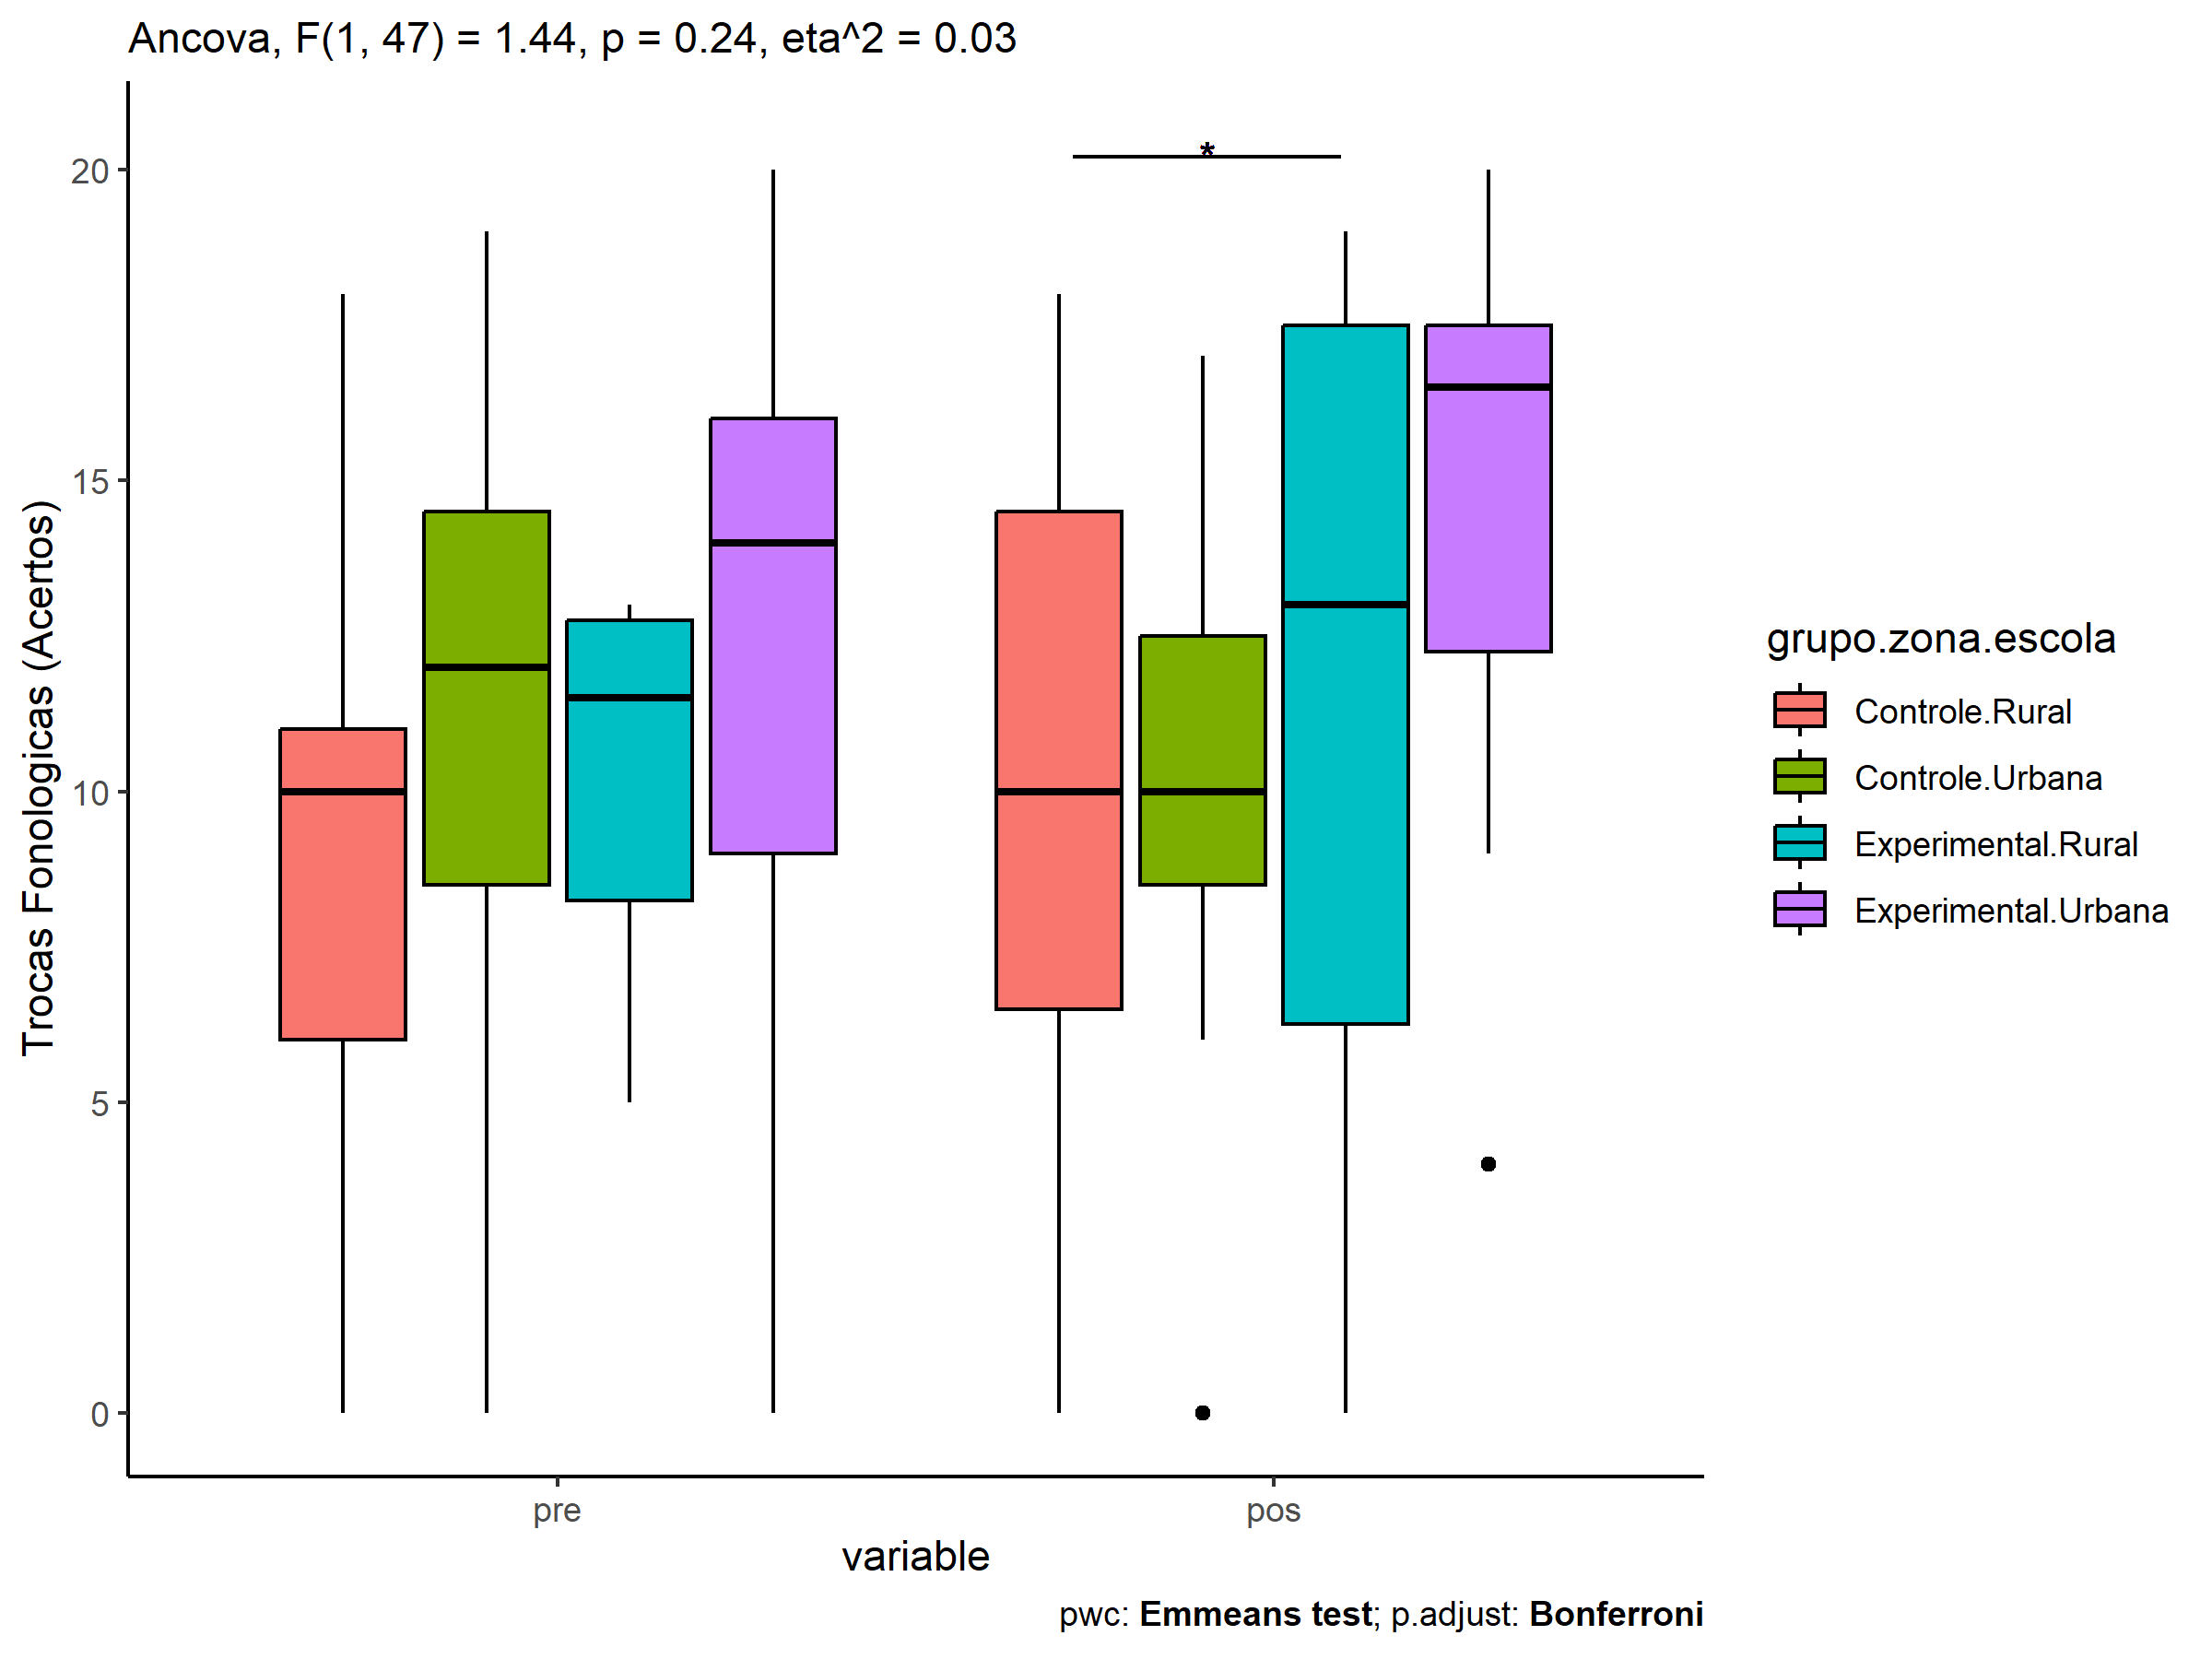 Ancova, F(1, 47) = 1.44, p = 0.24, eta^2 = 0.03
*
20
15
10
5
0
Trocas Fonologicas (Acertos)
pre
pos
variable
grupo.zona.escola
Controle.Rural
Controle.Urbana
Experimental.Rural
Experimental.Urbana
pwc: Emmeans test; p.adjust: Bonferroni